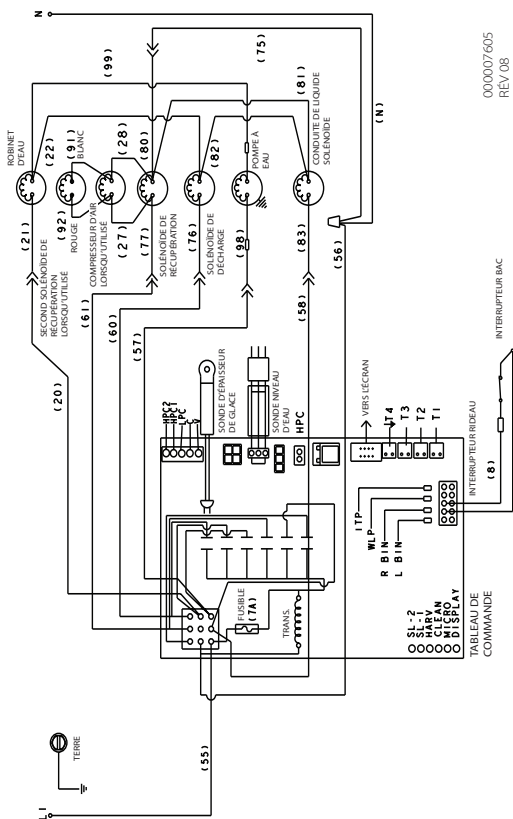 N
(99)
(75)
ROBINET
D'EAU
(22)
(91)
BLANC
(28)
(80)
(82)
POMPE À
EAU
(81)
CONDUITE DE LIQUIDE
SOLÉNOÏDE
(N)
000007605
RÉV 08
(21)
(92)
ROUGE
COMPRESSEUR D'AIR
LORSQU'UTILISÉ
(27)
(77)
SOLÉNOÏDE DE
RÉCUPÉRATION
(76)
SOLÉNOÏDE DE
DÉCHARGE
(98)
(83)
(56)
SECOND SOLÉNOÏDE DE
RÉCUPÉRATION
LORSQU'UTILISÉ
(61)
(60)
(57)
(58)
(20)
INTERRUPTEUR BAC
HPC2
HPC1
LPC
C
V
SONDE D'ÉPAISSEUR
DE GLACE
SONDE NIVEAU
D'EAU
HPC
VERS L'ÉCRAN
T4
T3
T2
T1
INTERRUPTEUR RIDEAU
(8)
ITP
WLP
R BIN
L BIN
FUSIBLE
(7A)
TRANS.
SL-2
SL-1
HARV
CLEAN
MICRO
DISPLAY
TABLEAU DE
COMMANDE
TERRE
(55)
L1